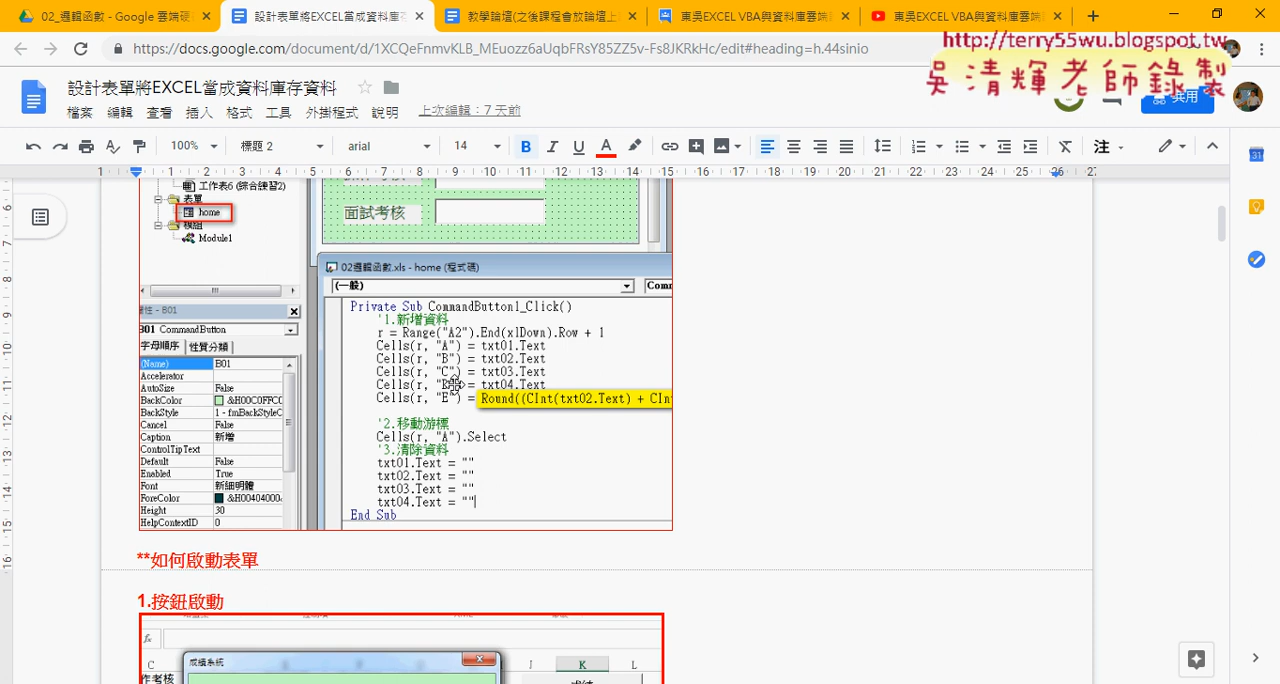 02_邏輯函數 - Google 雲端硬
設計表單將EXCEL當成資料庫存
教學論壇(之後課程會放論壇上
東吳EXCEL VBA與資料庫雲端
東吳EXCEL VBA與資料庫雲端
https://docs.google.com/document/d/1XCQeFnmvKLB_MEuozz6aUqbFRsY85ZZ5v-Fs8JKRkHc/edit#heading=h.44sinio
http://terry55wu.blogspot.tw
吳清輝老師錄製
設計表單將EXCEL當成資料庫存資料
檔案 編輯 查看 插入 格式 工具 外掛程式 說明 上次編輯：7 天前
共用
100% 標題 2 arial 14 注
工作表6 (綜合練習2)
表單
home
模組
Module1
面試考核
02邏輯函數.xls - home (程式碼)
(一般)
Private Sub CommandButton1_Click()
'1.新增資料
r = Range("A2").End(xlDown).Row + 1
Cells(r, "A") = txt01.Text
Cells(r, "B") = txt02.Text
Cells(r, "C") = txt03.Text
Cells(r, "D") = txt04.Text
Cells(r, "E") = Round((CInt(txt02.Text) + CIn
'2.移動游標
Cells(r, "A").Select
'3.清除資料
txt01.Text = ""
txt02.Text = ""
txt03.Text = ""
txt04.Text = ""
End Sub
B01 CommandButton
字母順序 性質分類
(Name) B01
Accelerator
AutoSize False
BackColor &H00C0FFC
BackStyle 1 - fmBackStyleC
Cancel False
Caption 新增
ControlTipText
Default False
Enabled True
Font 新細明體
ForeColor &H00404000
Height 30
HelpContextID 0
**如何啟動表單
1.按鈕啟動
fx
C J K L
成績系統
作考核